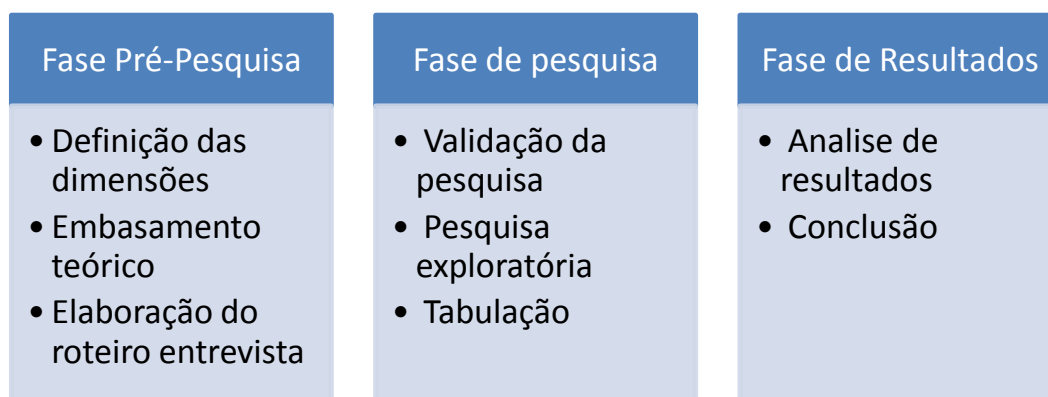 Fase Pré-Pesquisa
• Definição das
dimensões
• Embasamento
teórico
• Elaboração do
roteiro entrevista
Fase de pesquisa
• Validação da
pesquisa
• Pesquisa
exploratória
• Tabulação
Fase de Resultados
• Analise de
resultados
• Conclusão